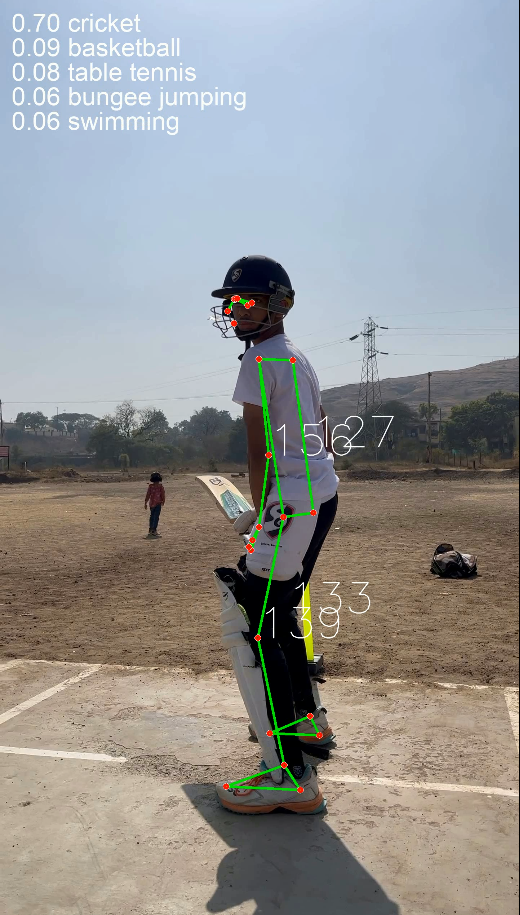 0.70 cricket
0.09 basketball
0.08 table tennis
0.06 bungee jumping
0.06 swimming
156
127
133
139